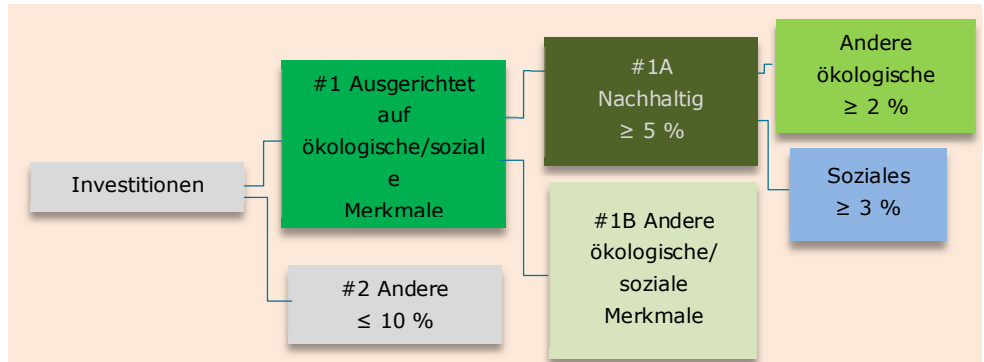 Investitionen
#1 Ausgerichtet
auf
ökologische/sozial
e
Merkmale
#2 Andere
≤ 10 %
#1A
Nachhaltig
≥ 5 %
#1B Andere
ökologische/
soziale
Merkmale
Andere
ökologische
≥ 2 %
Soziales
≥ 3 %